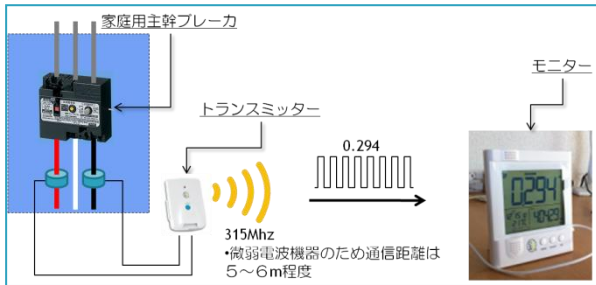 家庭用主幹ブレーカ
モニター
トランスミッター
0.294
0294
315Mhz
•微弱電波機器のため通信距離は
５～６m程度